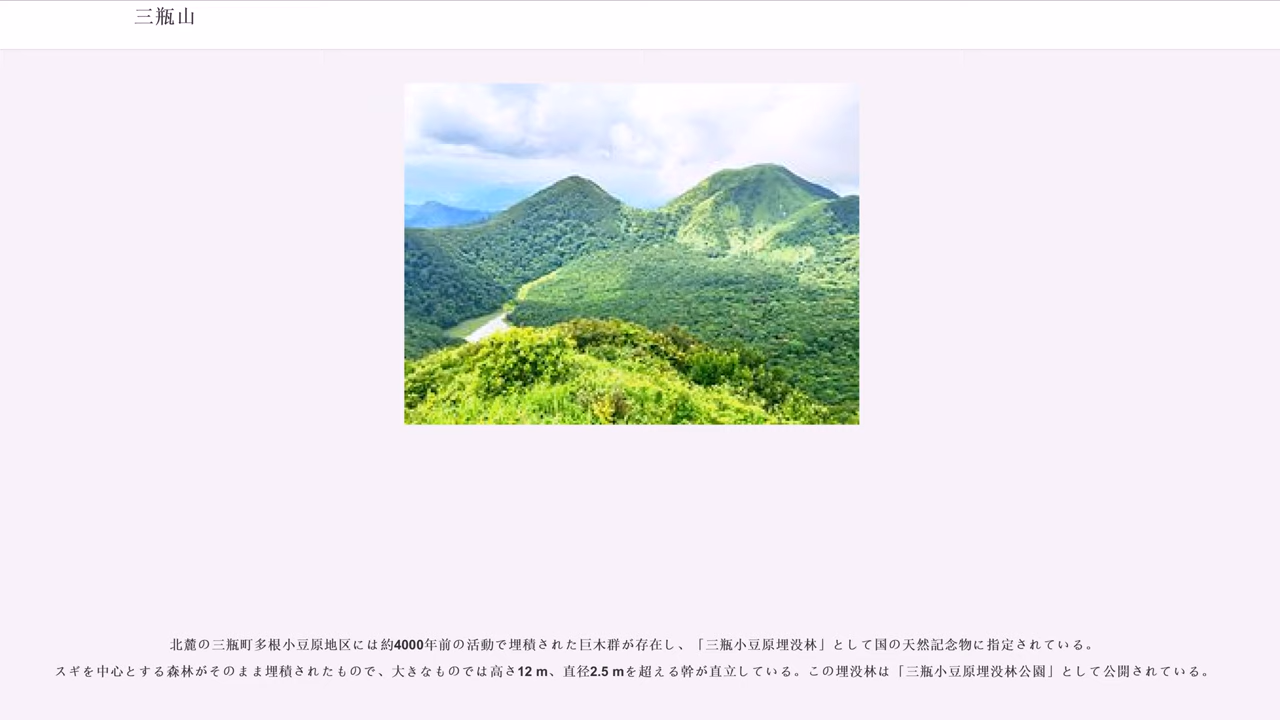 三瓶山
北麓の三瓶町多根小豆原地区には約4000年前の活動で埋積された巨木群が存在し、「三瓶小豆原埋没林」として国の天然記念物に指定されている。
スギを中心とする森林がそのまま埋積されたもので、大きなものでは高さ12 m、直径2.5 mを超える幹が直立している。この埋没林は「三瓶小豆原埋没林公園」として公開されている。